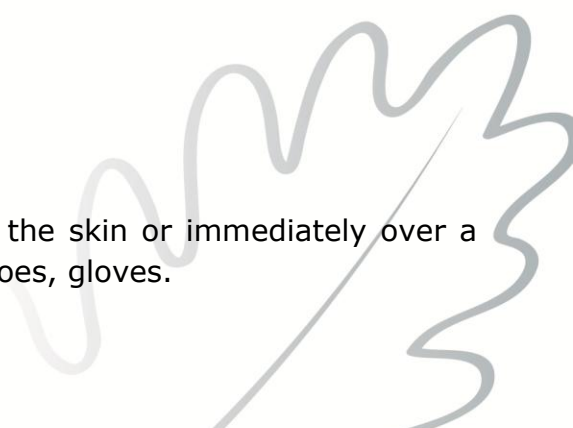 the skin or immediately over a
oes, gloves.